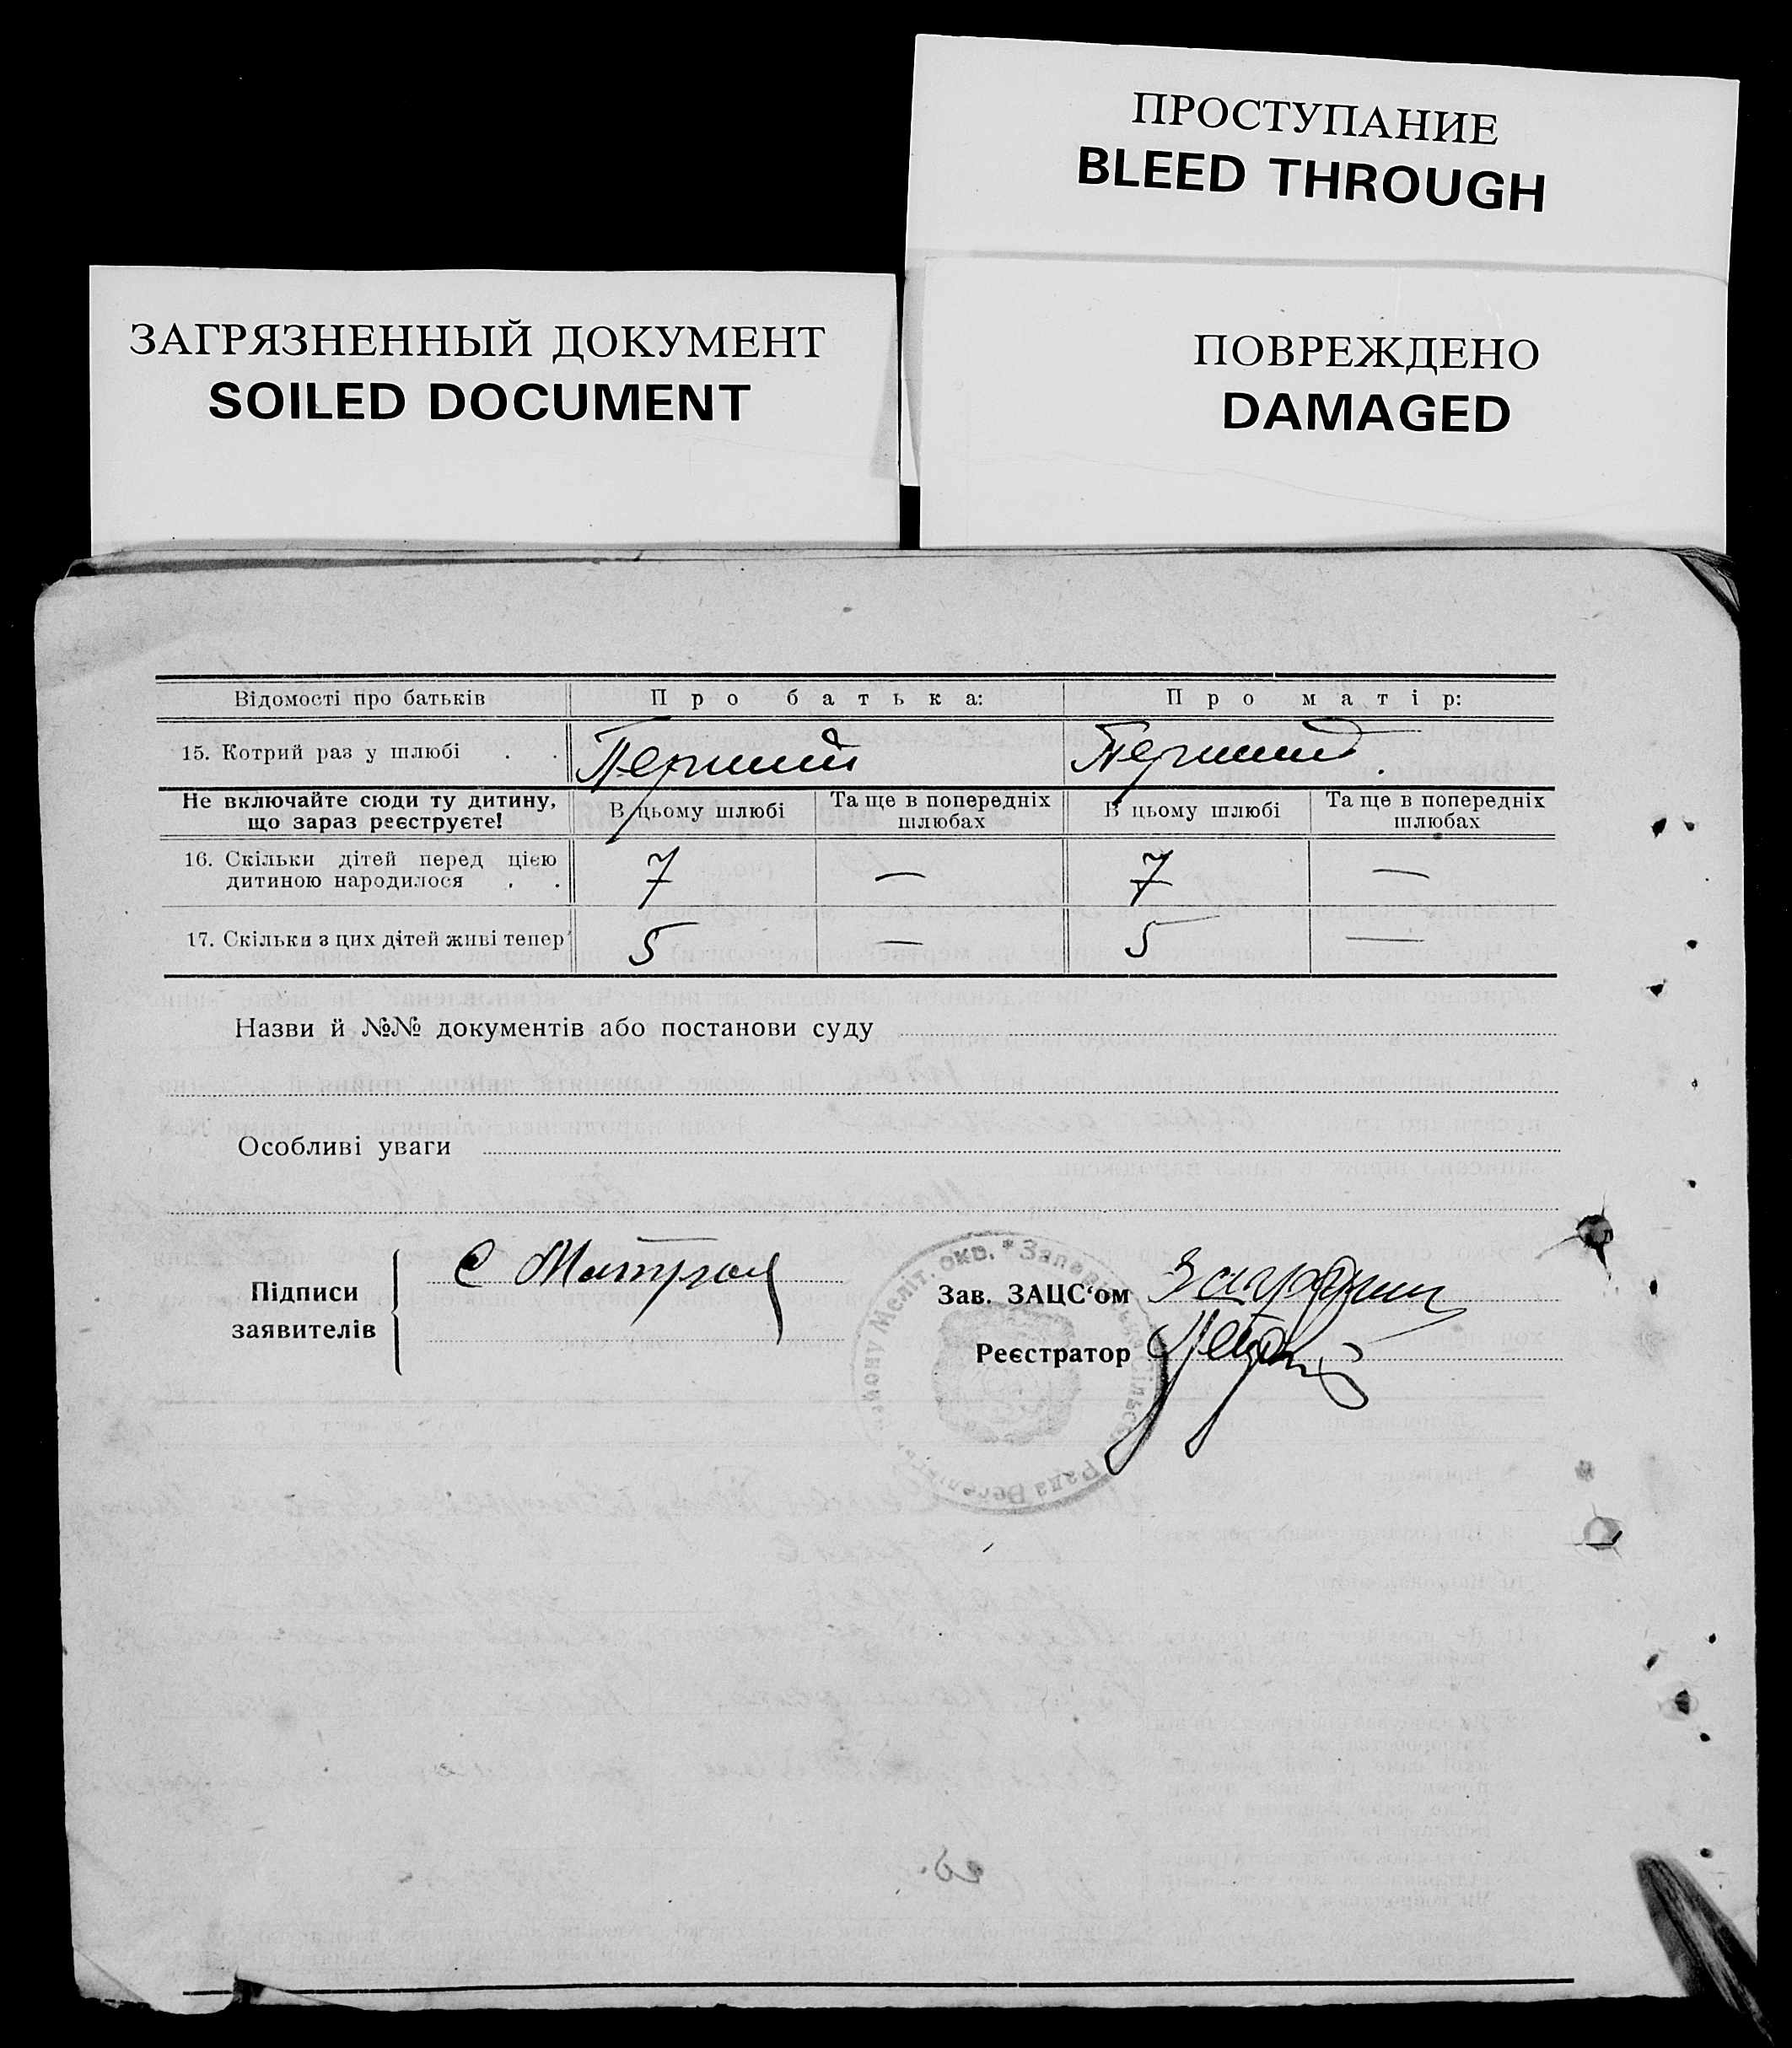 ПРОСТУПАНИЕ
BLEED THROUGH
ЗАГРЯЗНЕННЫЙ ДОКУМЕНТ
SOILED DOCUMENT
ПОВРЕЖДЕНО
DAMAGED
Відомості про батьків Про батька: Про матір:
15. Котрий раз у шлюбі . . Перший Перший.
Не включайте сюди ту дитину, що зараз реєструєте! В цьому шлюбі Та ще в попередніх шлюбах В цьому шлюбі Та ще в попередніх шлюбах
16. Скільки дітей перед цією дитиною народилося . . 7 — 7 —
17. Скільки з цих дітей живі тепер 5 — 5 —
Назви й №№ документів або постанови суду
Особливі уваги
Підписи заявителів
Зав. ЗАЦС‘ом
Реєстратор
Меліт. окв. *
Рада